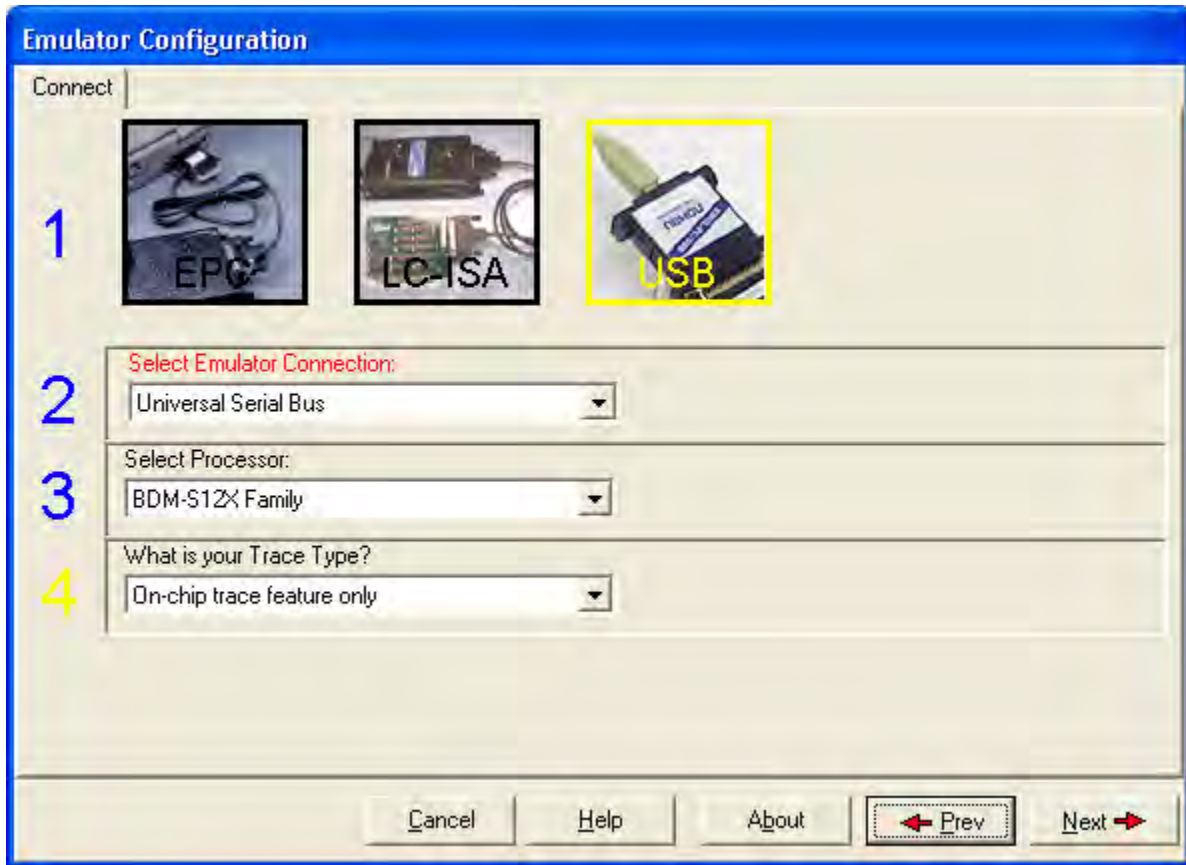 Emulator Configuration
Connect
1
EPC
LC-ISA
USB
2
Select Emulator Connection:
Universal Serial Bus
3
Select Processor:
BDM-S12X Family
4
What is your Trace Type?
On-chip trace feature only
Cancel
Help
About
Prev
Next